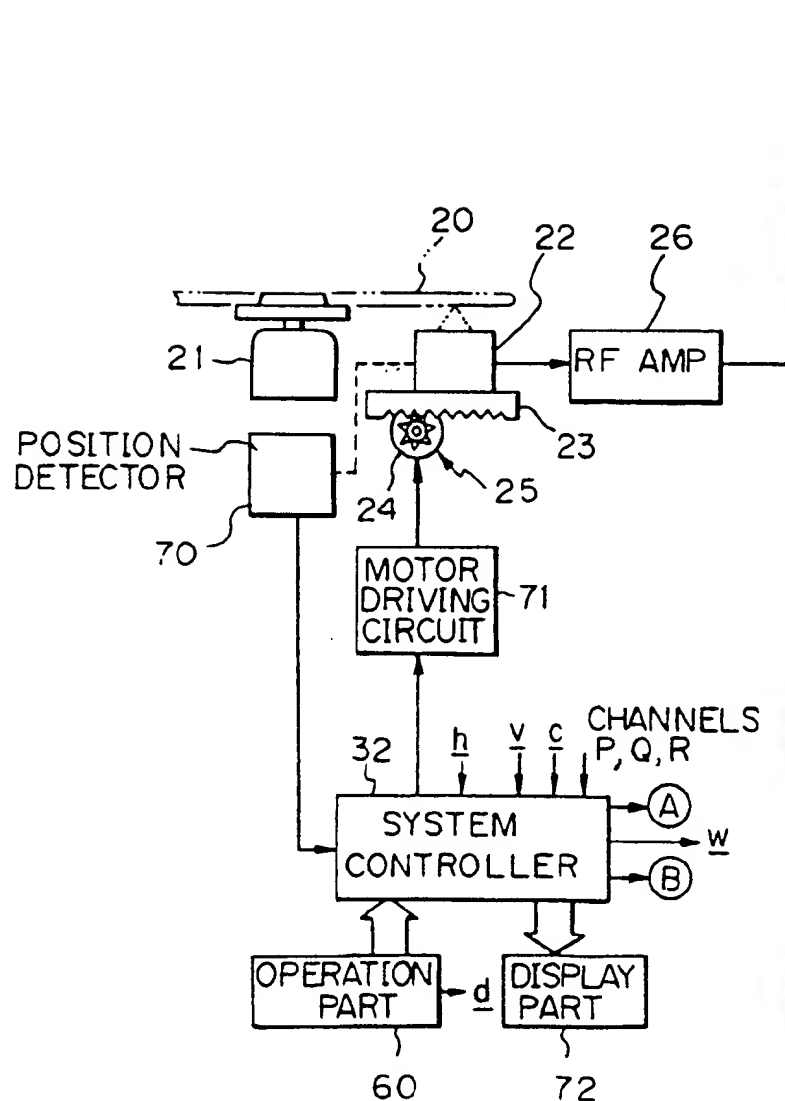 20
22
26
21
RF AMP
23
POSITION
DETECTOR
24
25
70
MOTOR
DRIVING
CIRCUIT
71
CHANNELS
P, Q, R
h
v
c
32
A
SYSTEM
CONTROLLER
w
B
OPERATION
PART
d
DISPLAY
PART
60
72